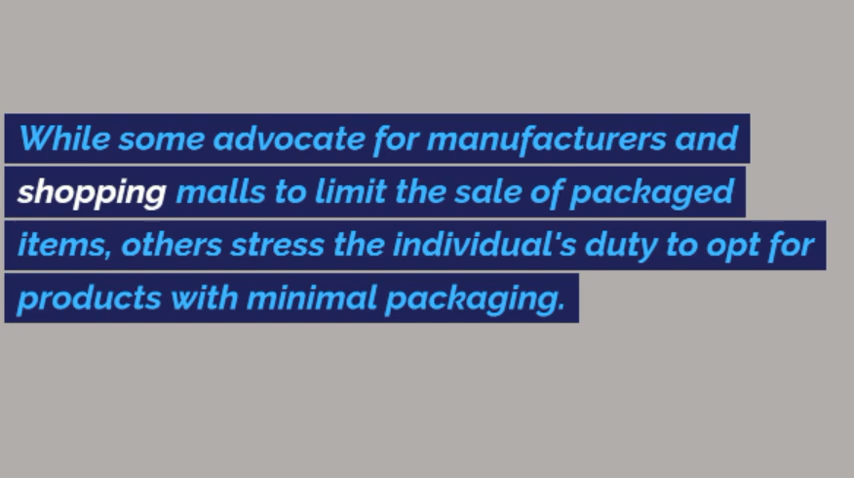 While some advocate for manufacturers and
shopping malls to limit the sale of packaged
items, others stress the individual's duty to opt for
products with minimal packaging.